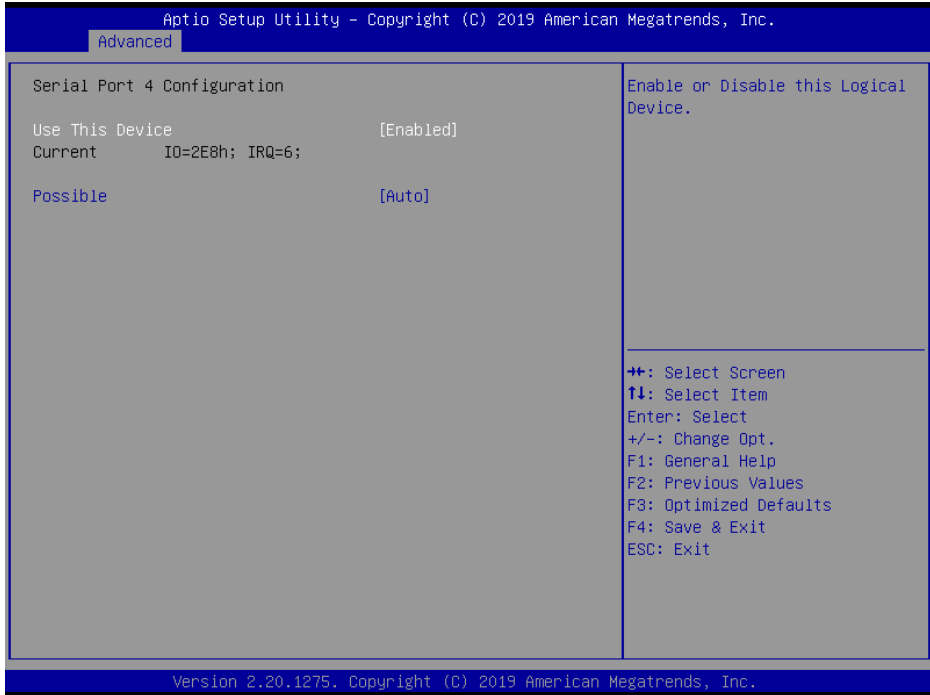 Aptio Setup Utility – Copyright (C) 2019 American Megatrends, Inc.
Advanced
Serial Port 4 Configuration
Use This Device [Enabled]
Current IO=2E8h; IRQ=6;
Possible [Auto]
Enable or Disable this Logical
Device.
→←: Select Screen
↑↓: Select Item
Enter: Select
+/-: Change Opt.
F1: General Help
F2: Previous Values
F3: Optimized Defaults
F4: Save & Exit
ESC: Exit
Version 2.20.1275. Copyright (C) 2019 American Megatrends, Inc.